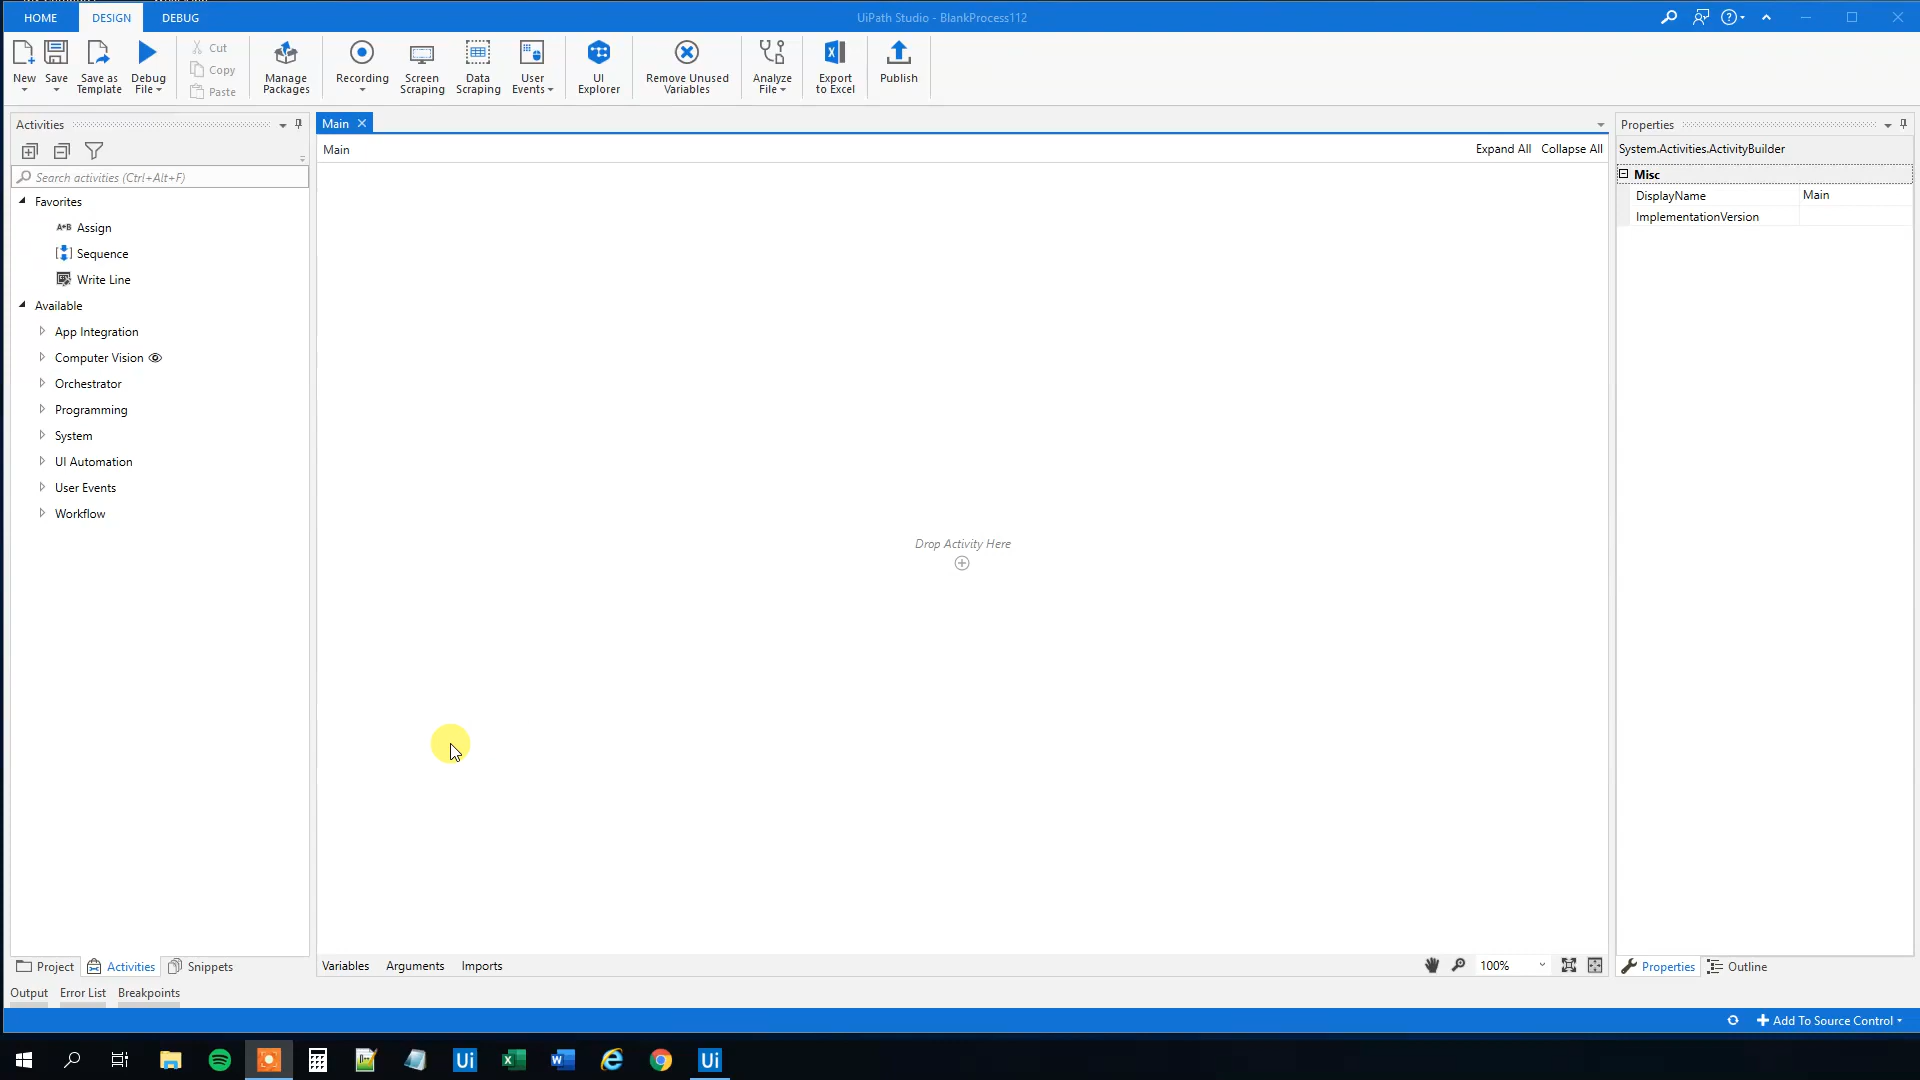 HOME DESIGN DEBUG UiPath Studio - BlankProcess112
New Save Save as Template Debug File Cut Copy Paste Manage Packages Recording Screen Scraping Data Scraping User Events UI Explorer Remove Unused Variables Analyze File Export to Excel Publish
Activities
Search activities (Ctrl+Alt+F)
Favorites
A*B Assign
Sequence
Write Line
Available
App Integration
Computer Vision
Orchestrator
Programming
System
UI Automation
User Events
Workflow
Main
Main Expand All Collapse All
Drop Activity Here
Properties
System.Activities.ActivityBuilder
Misc
DisplayName Main
ImplementationVersion
Project Activities Snippets
Variables Arguments Imports 100%
Properties Outline
Output Error List Breakpoints
Add To Source Control
Ui Ui